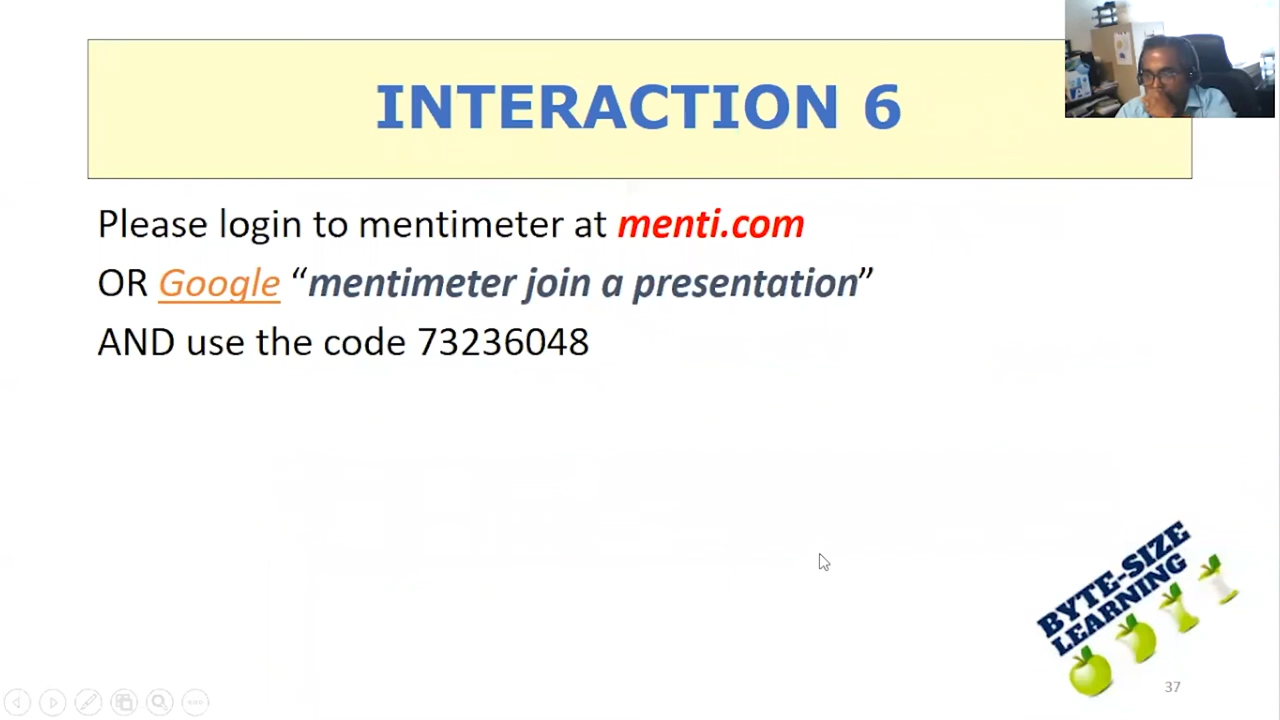 INTERACTION 6
Please login to mentimeter at menti.com
OR Google “mentimeter join a presentation”
AND use the code 73236048
BYTE-SIZE
LEARNING
37